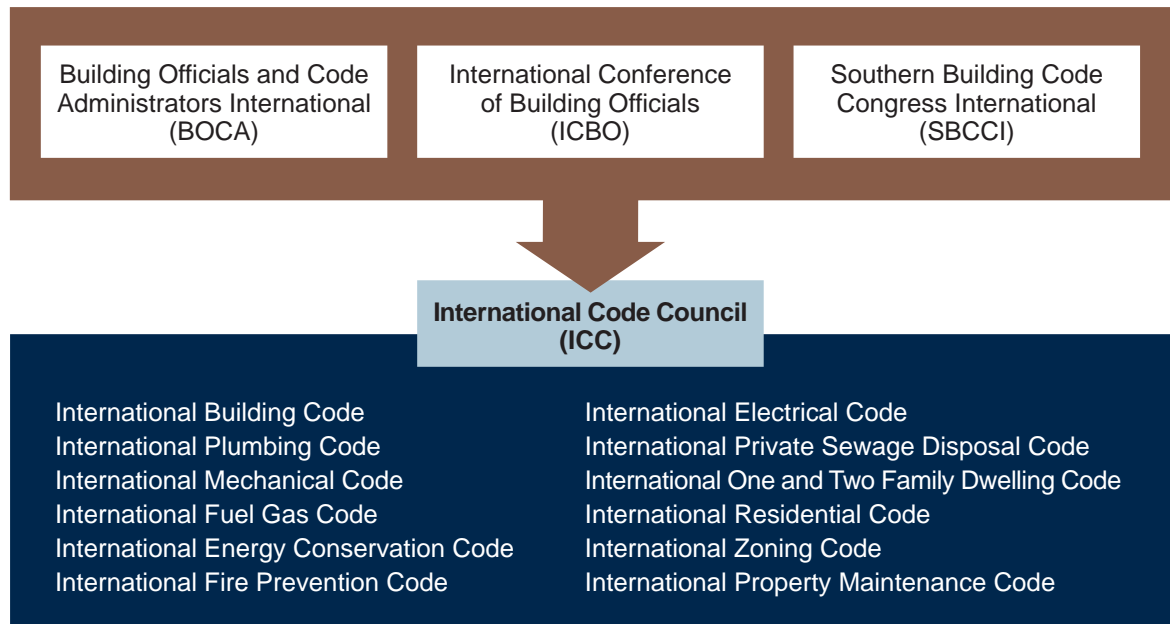 Building Officials and Code
Administrators International
(BOCA)
International Conference
of Building Officials
(ICBO)
Southern Building Code
Congress International
(SBCCI)
International Code Council
(ICC)
International Building Code
International Plumbing Code
International Mechanical Code
International Fuel Gas Code
International Energy Conservation Code
International Fire Prevention Code
International Electrical Code
International Private Sewage Disposal Code
International One and Two Family Dwelling Code
International Residential Code
International Zoning Code
International Property Maintenance Code